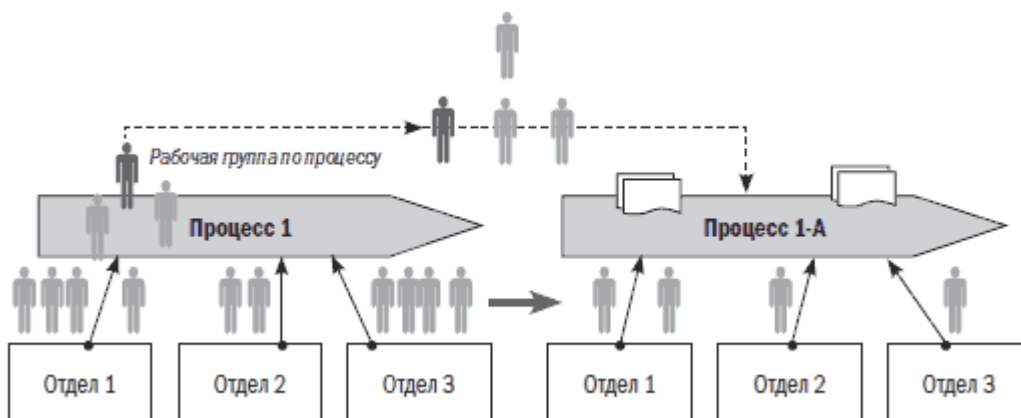 Рабочая группа по процессу
Процесс 1
Процесс 1-А
Отдел 1
Отдел 2
Отдел 3
Отдел 1
Отдел 2
Отдел 3